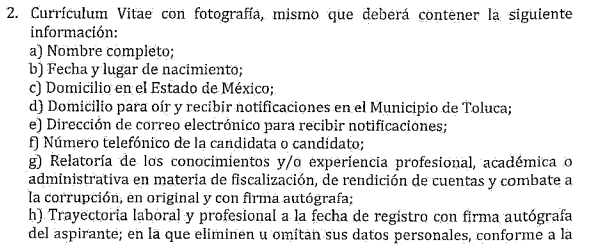 2. Currículum Vitae con fotografía, mismo que deberá contener la siguiente
información:
a) Nombre completo;
b) Fecha y lugar de nacimiento;
c) Domicilio en el Estado de México;
d) Domicilio para oír y recibir notificaciones en el Municipio de Toluca;
e) Dirección de correo electrónico para recibir notificaciones;
f) Número telefónico de la candidata o candidato;
g) Relatoría de los conocimientos y/o experiencia profesional, académica o
administrativa en materia de fiscalización, de rendición de cuentas y combate a
la corrupción, en original y con firma autógrafa;
h) Trayectoria laboral y profesional a la fecha de registro con firma autógrafa
del aspirante; en la que eliminen u omitan sus datos personales, conforme a la